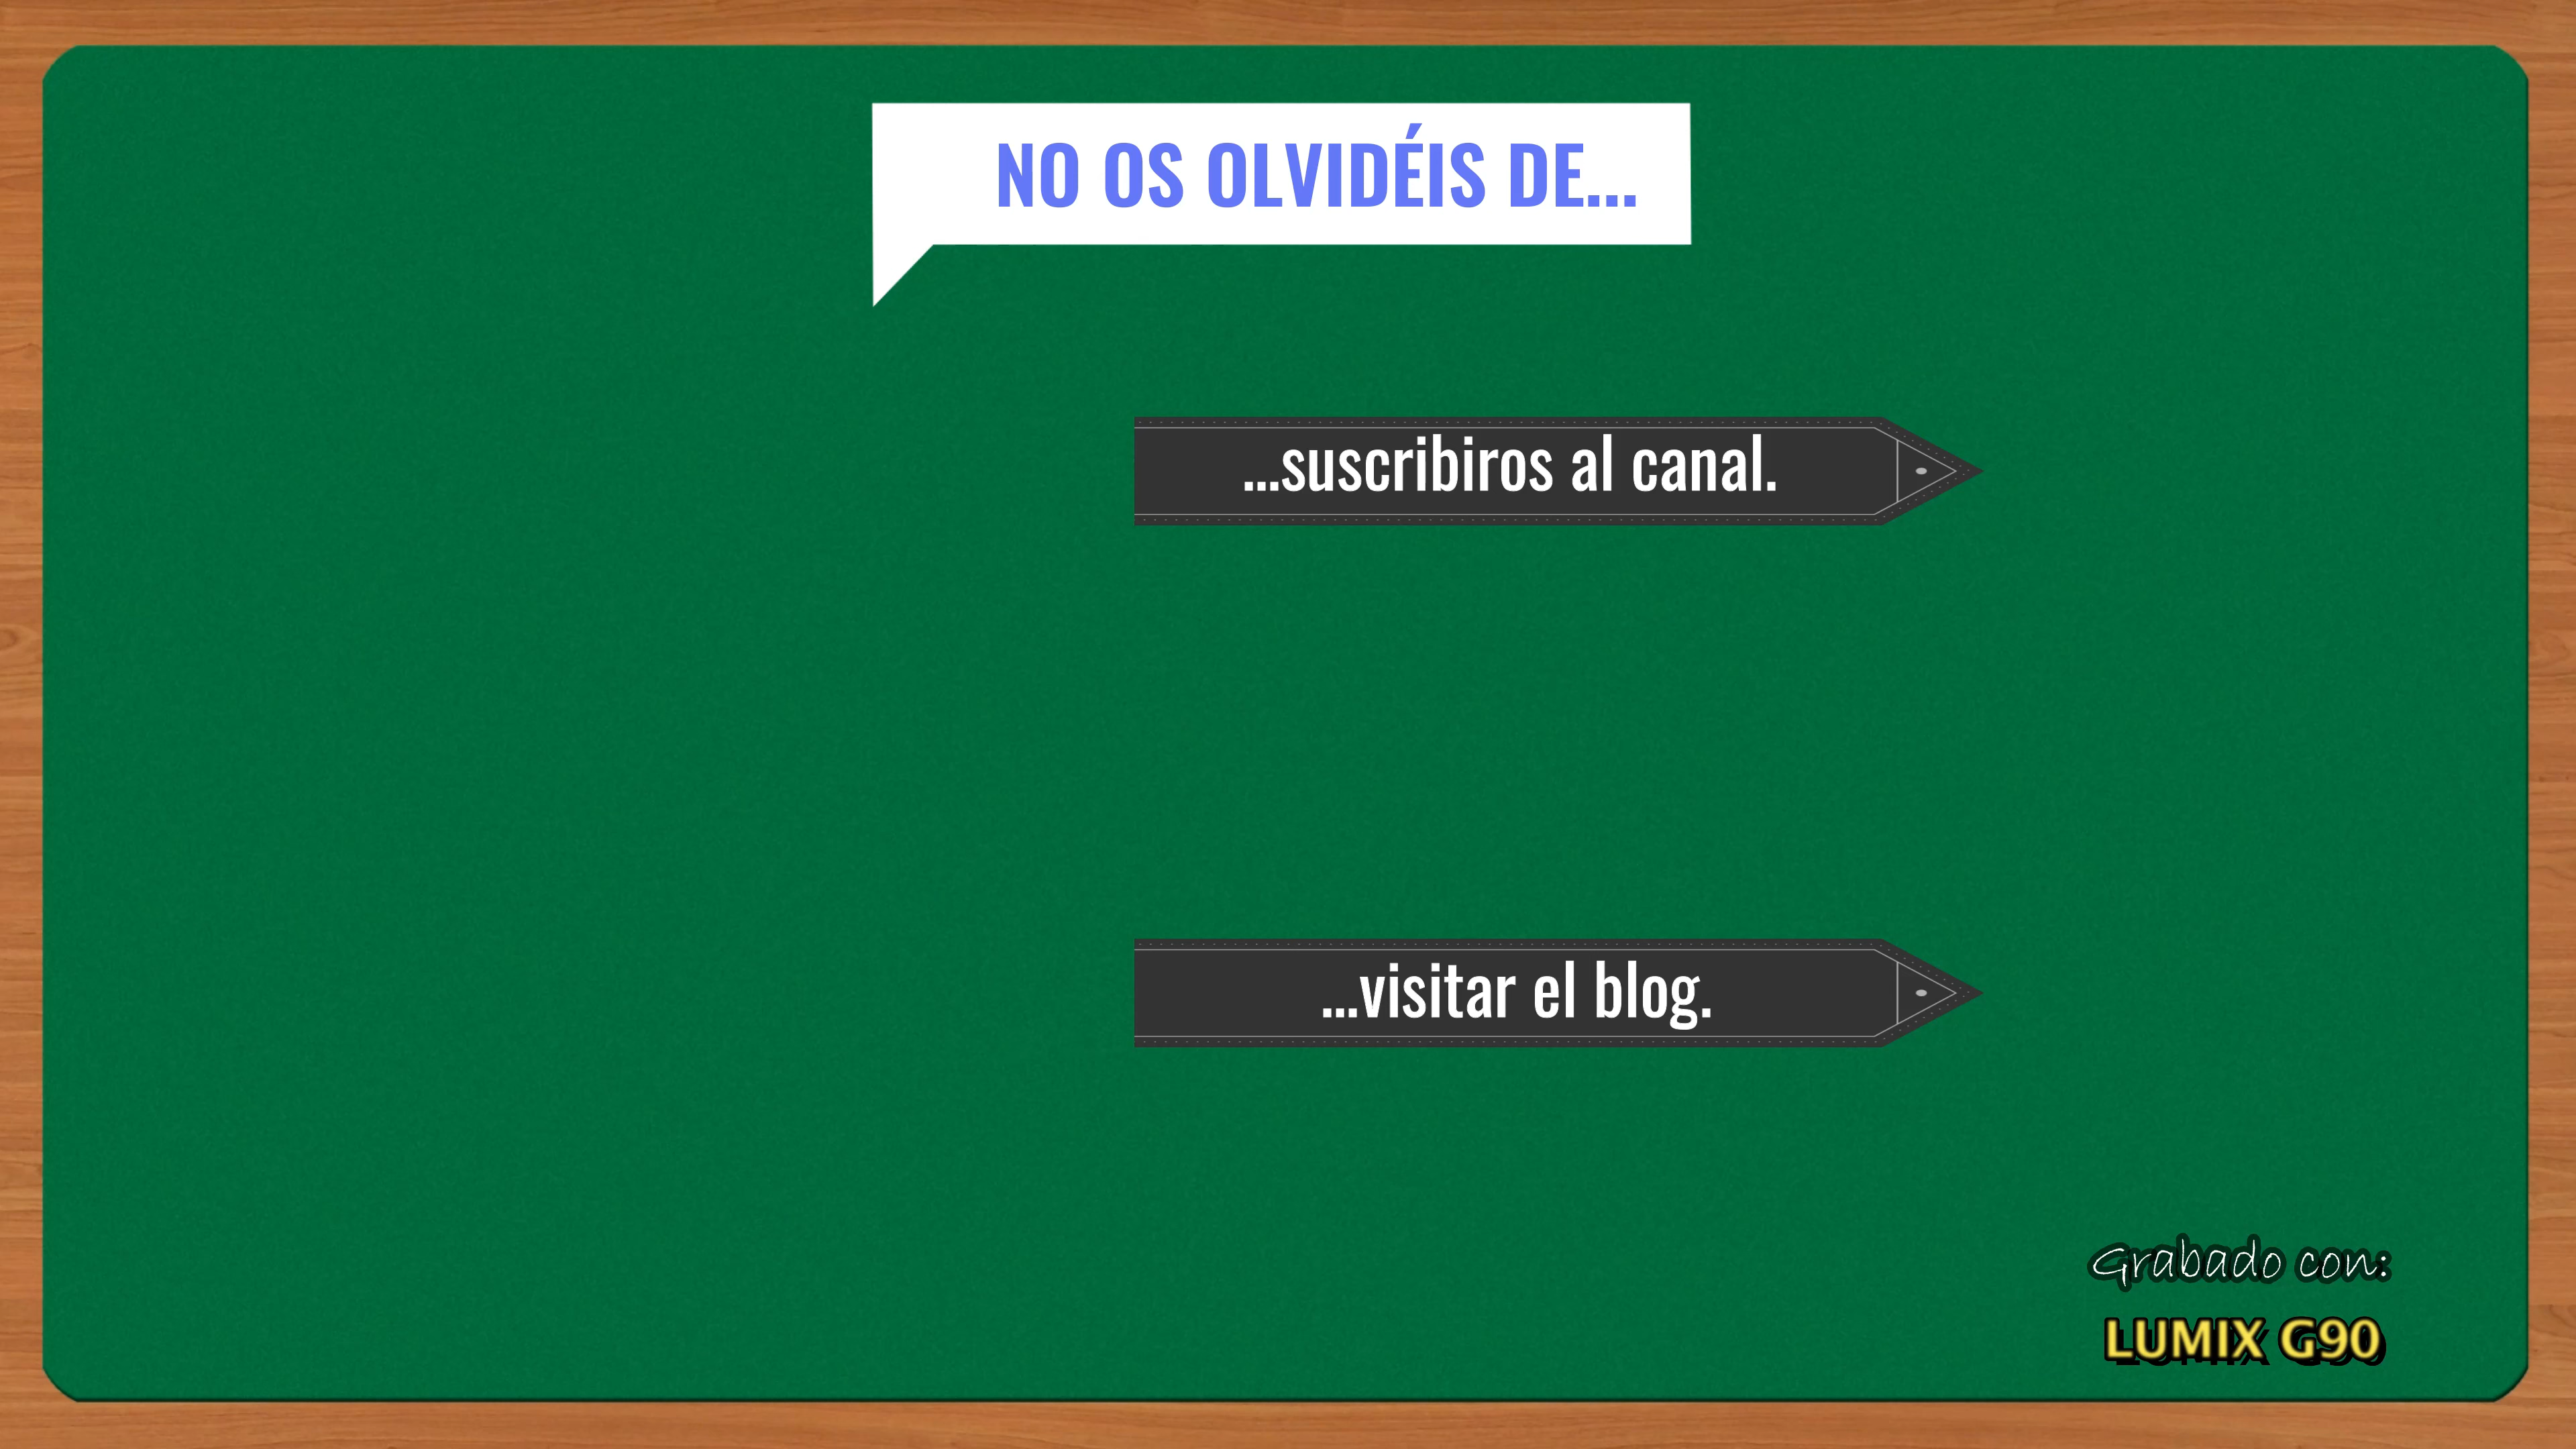 NO OS OLVIDÉIS DE...
...suscribiros al canal.
...visitar el blog.
Grabado con:
LUMIX G90